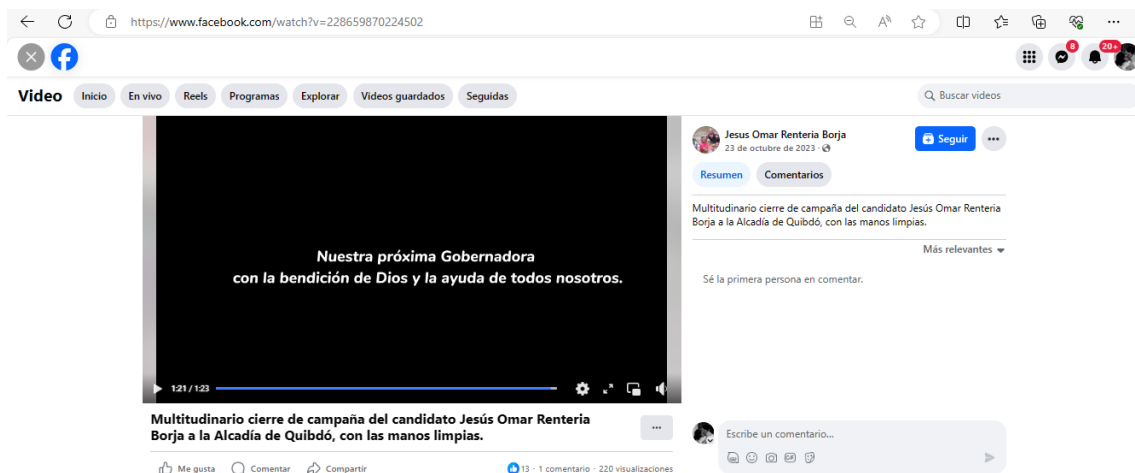 https://www.facebook.com/watch?v=228659870224502
8
20+
Video
Inicio
En vivo
Reels
Programas
Explorar
Videos guardados
Seguidas
Buscar videos
Nuestra próxima Gobernadora
con la bendición de Dios y la ayuda de todos nosotros.
1:21 / 1:23
Multitudinario cierre de campaña del candidato Jesús Omar Renteria
Borja a la Alcadía de Quibdó, con las manos limpias.
Me gusta
Comentar
Compartir
13 · 1 comentario · 220 visualizaciones
Jesus Omar Renteria Borja
23 de octubre de 2023 ·
Seguir
Resumen
Comentarios
Multitudinario cierre de campaña del candidato Jesús Omar Renteria
Borja a la Alcadía de Quibdó, con las manos limpias.
Más relevantes
Sé la primera persona en comentar.
Escribe un comentario...
GIF